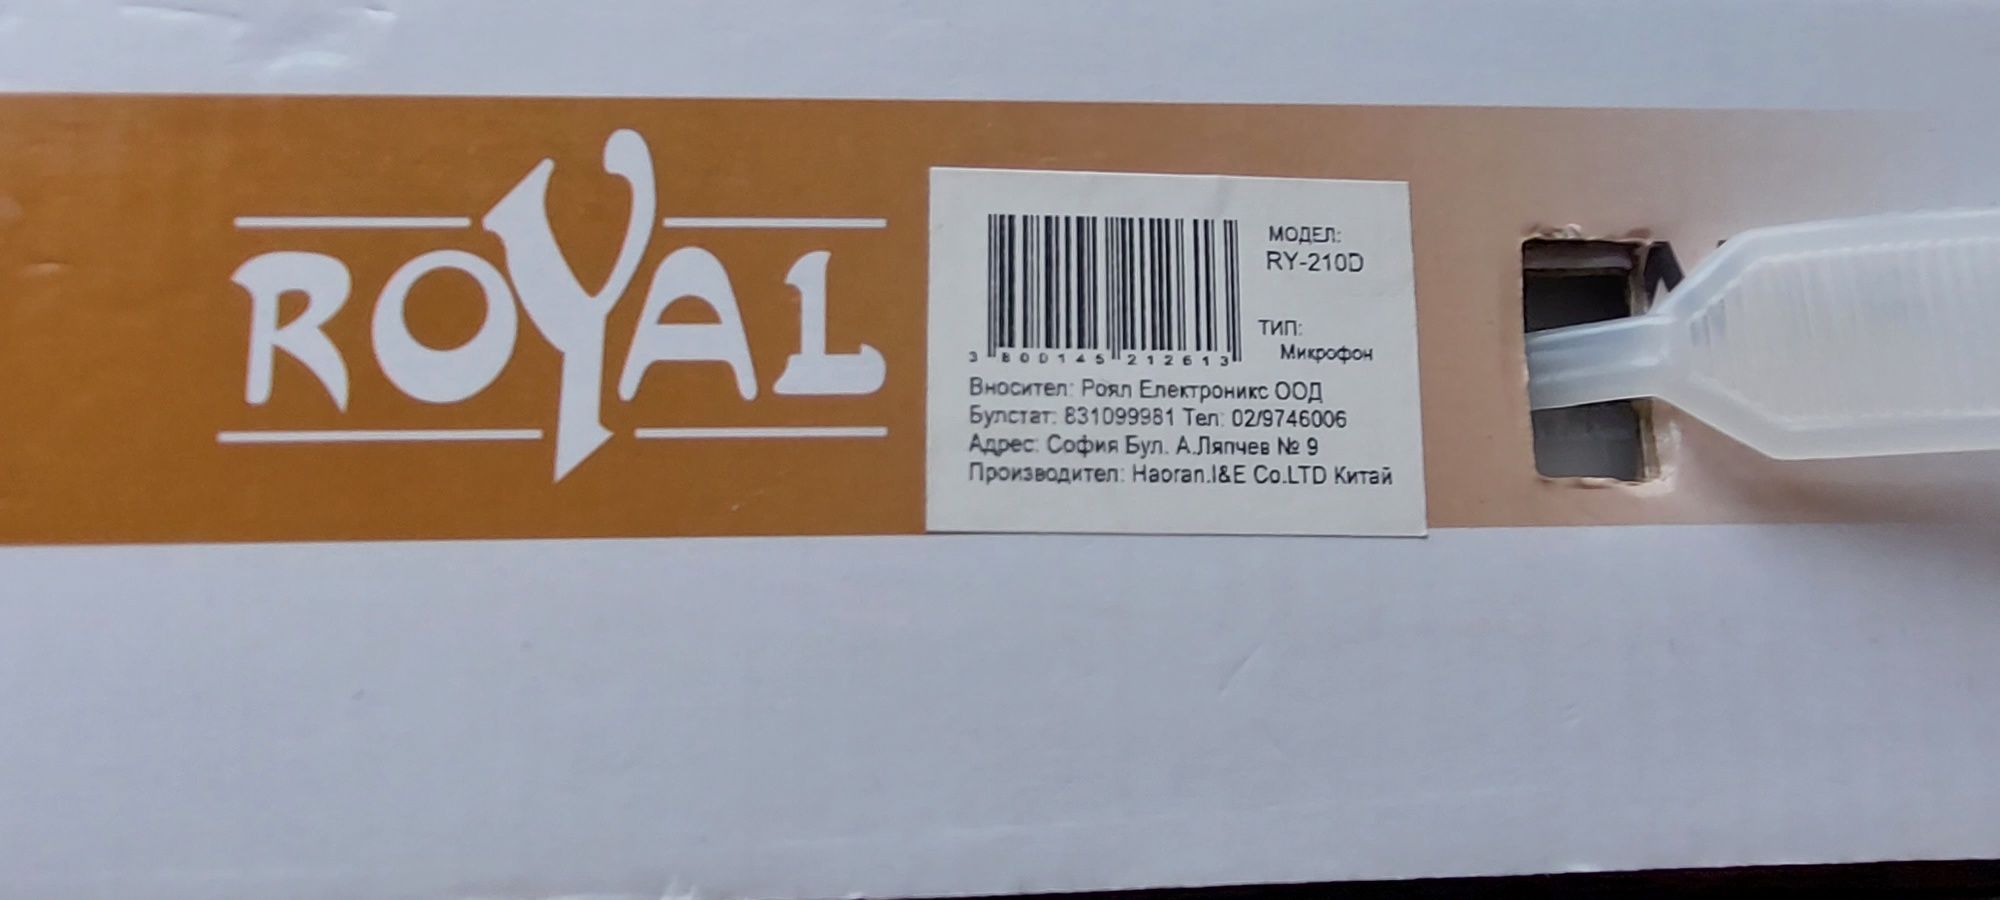 ROYAL
МОДЕЛ:
RY-210D
ТИП:
Микрофон
3 800145 212613
Вносител: Роял Електроникс ООД
Булстат: 831099981 Тел: 02/9746006
Адрес: София Бул. А.Ляпчев № 9
Производител: Haoran.I&E Co.LTD Китай